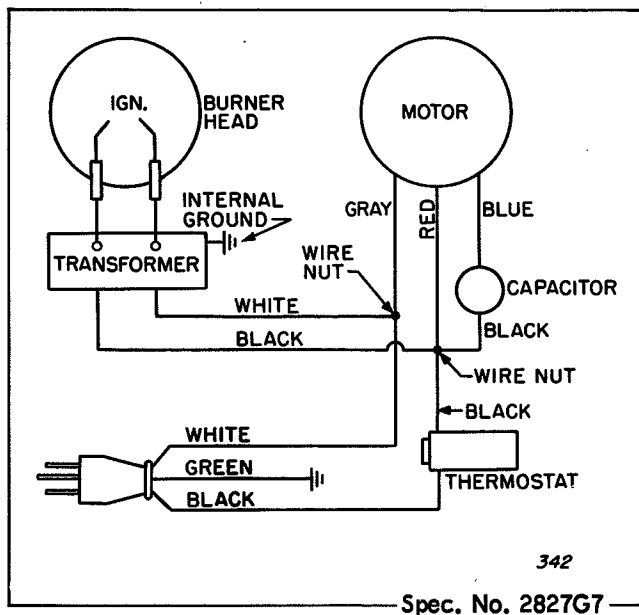 IGN.
BURNER
HEAD
MOTOR
INTERNAL
GROUND
GRAY
RED
BLUE
TRANSFORMER
WIRE
NUT
CAPACITOR
WHITE
BLACK
BLACK
WIRE NUT
BLACK
WHITE
GREEN
BLACK
THERMOSTAT
342
Spec. No. 2827G7